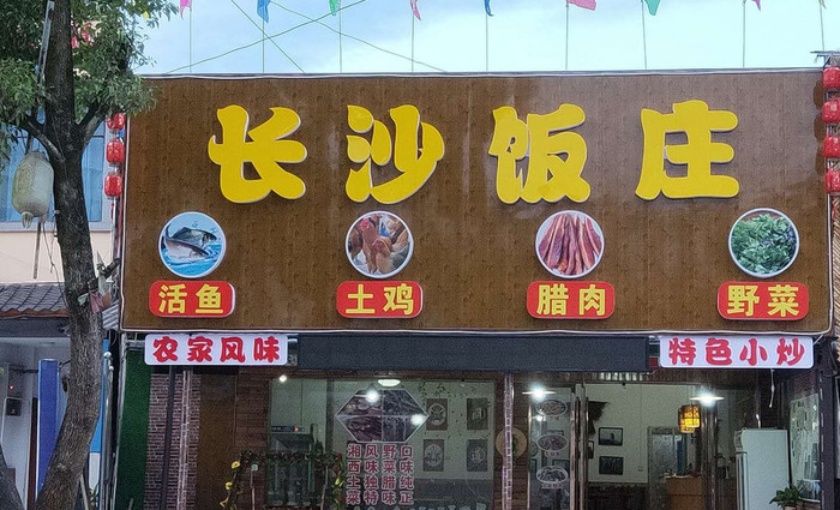 长沙饭庄
活鱼
土鸡
腊肉
野菜
农家风味
特色小炒
湘西土菜
风味独特
野菜腊味
口味纯正